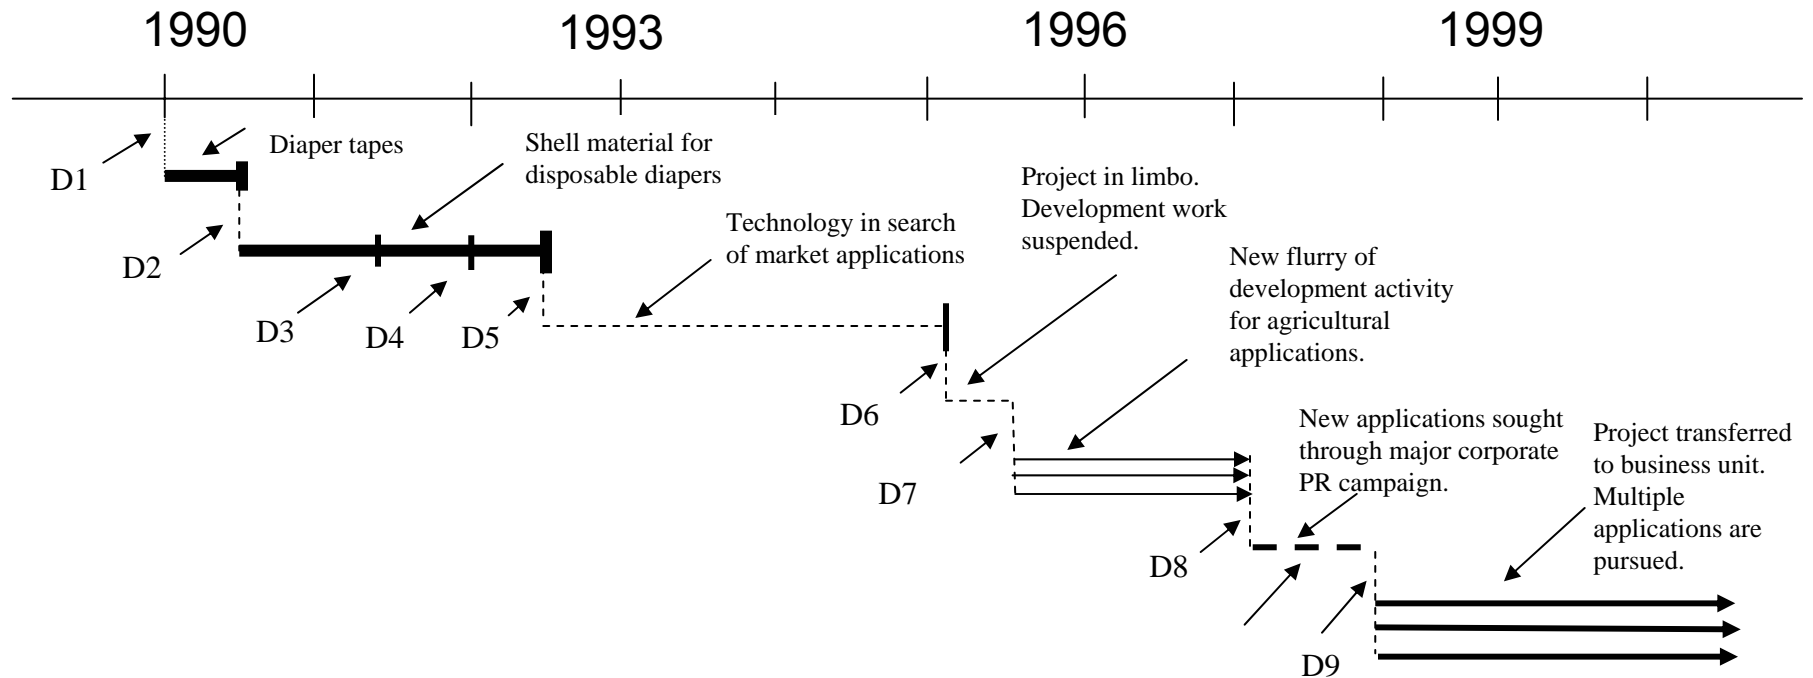 1990
1993
1996
1999
D1
Diaper tapes
Shell material for
disposable diapers
D2
D3
D4
D5
Technology in search
of market applications
Project in limbo.
Development work
suspended.
D6
New flurry of
development activity
for agricultural
applications.
D7
New applications sought
through major corporate
PR campaign.
D8
Project transferred
to business unit.
Multiple
applications are
pursued.
D9